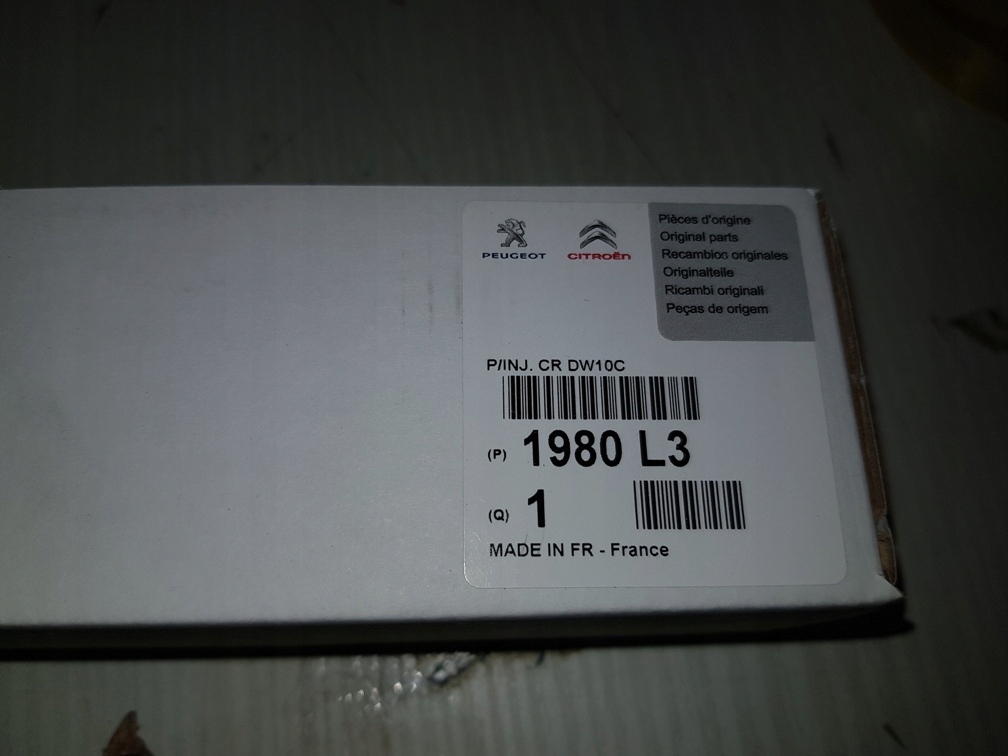 PEUGEOT
CITROËN
Pièces d'origine
Original parts
Recambios originales
Originalteile
Ricambi originali
Peças de origem
P/INJ. CR DW10C
(P) 1980 L3
(Q) 1
MADE IN FR - France